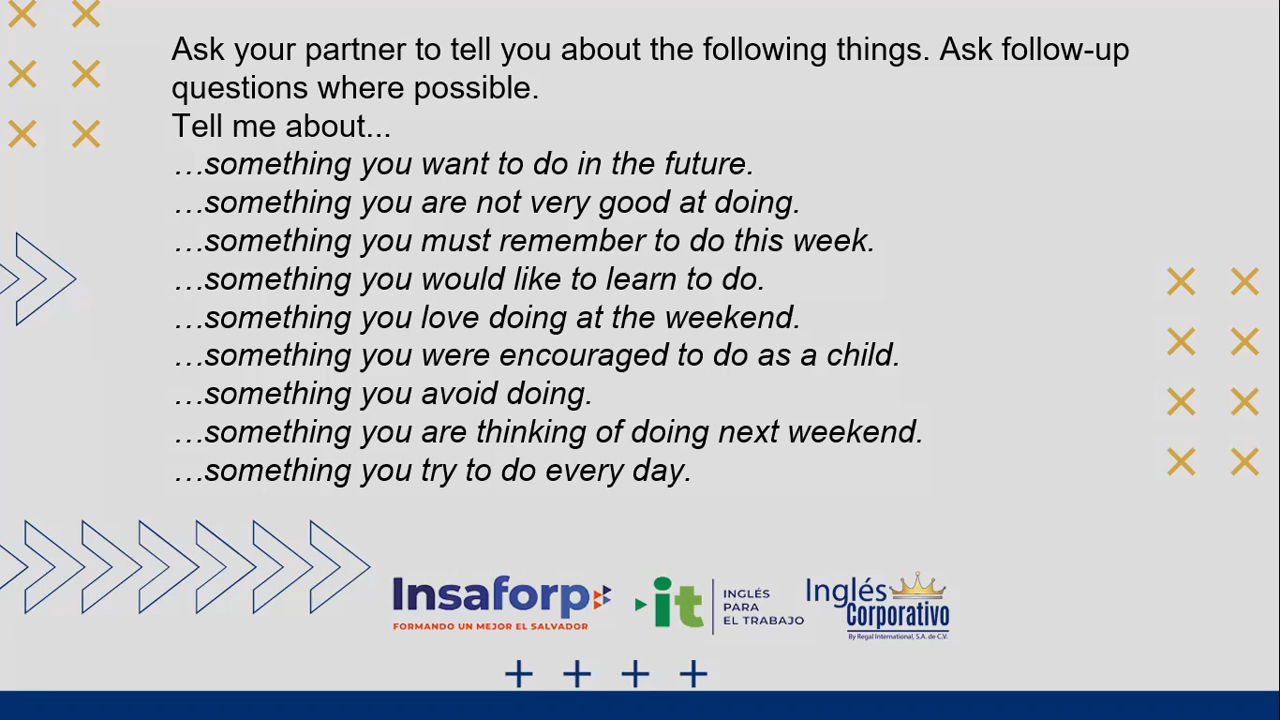 Ask your partner to tell you about the following things. Ask follow-up
questions where possible.
Tell me about...
…something you want to do in the future.
…something you are not very good at doing.
…something you must remember to do this week.
…something you would like to learn to do.
…something you love doing at the weekend.
…something you were encouraged to do as a child.
…something you avoid doing.
…something you are thinking of doing next weekend.
…something you try to do every day.
Insaforp
FORMANDO UN MEJOR EL SALVADOR
it
INGLÉS
PARA
EL TRABAJO
Inglés
Corporativo
By Regal International, S.A. de C.V.